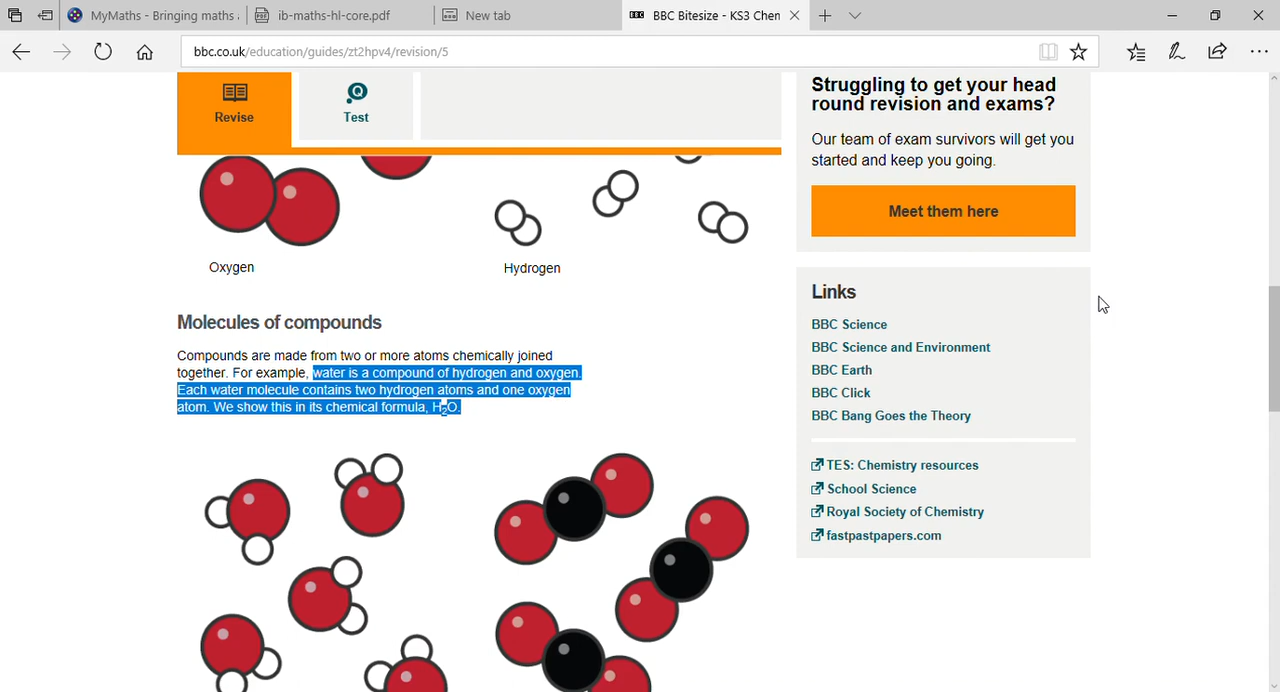 MyMaths - Bringing maths
ib-maths-hl-core.pdf
New tab
BBC Bitesize - KS3 Chen
bbc.co.uk/education/guides/zt2hpv4/revision/5
Revise
Test
Oxygen
Hydrogen
Molecules of compounds
Compounds are made from two or more atoms chemically joined
together. For example, water is a compound of hydrogen and oxygen.
Each water molecule contains two hydrogen atoms and one oxygen
atom. We show this in its chemical formula, H₂O.
Struggling to get your head
round revision and exams?
Our team of exam survivors will get you
started and keep you going.
Meet them here
Links
BBC Science
BBC Science and Environment
BBC Earth
BBC Click
BBC Bang Goes the Theory
TES: Chemistry resources
School Science
Royal Society of Chemistry
fastpastpapers.com